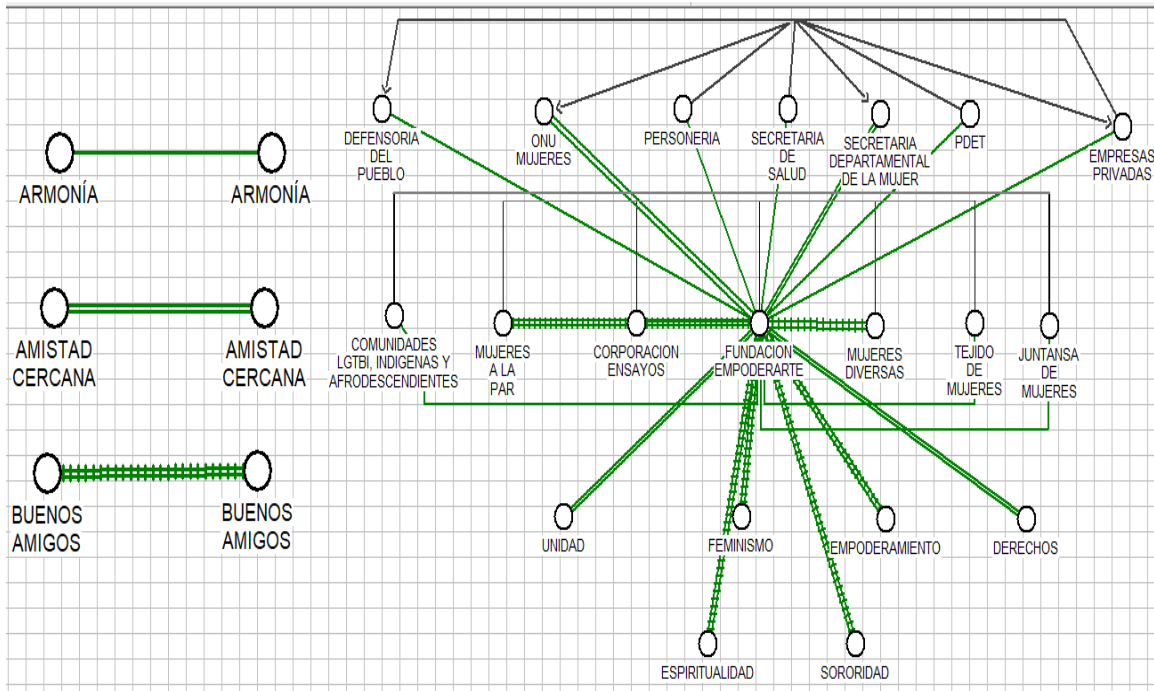 DEFENSORIA
DEL
PUEBLO
ONU
MUJERES
PERSONERIA
SECRETARIA
DE
SALUD
SECRETARIA
DEPARTAMENTAL
DE LA MUJER
PDET
EMPRESAS
PRIVADAS
ARMONÍA
ARMONÍA
AMISTAD
CERCANA
AMISTAD
CERCANA
COMUNIDADES
LGTBI, INDIGENAS Y
AFRODESCENDIENTES
MUJERES
A LA
PAR
CORPORACION
ENSAYOS
FUNDACION
EMPODERARTE
MUJERES
DIVERSAS
TEJIDO
DE
MUJERES
JUNTANSA
DE
MUJERES
BUENOS
AMIGOS
BUENOS
AMIGOS
UNIDAD
FEMINISMO
EMPODERAMIENTO
DERECHOS
ESPIRITUALIDAD
SORORIDAD